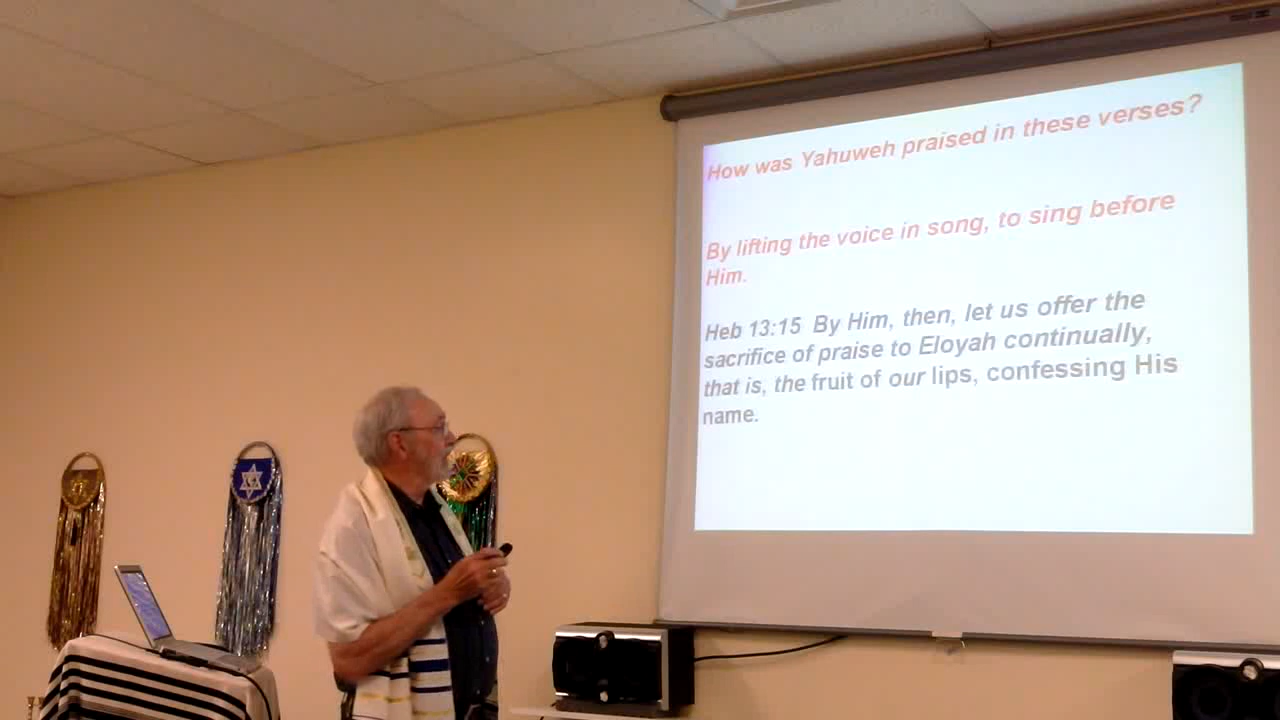 How was Yahuweh praised in these verses?
By lifting the voice in song, to sing before
Him.
Heb 13:15 By Him, then, let us offer the
sacrifice of praise to Eloyah continually,
that is, the fruit of our lips, confessing His
name.